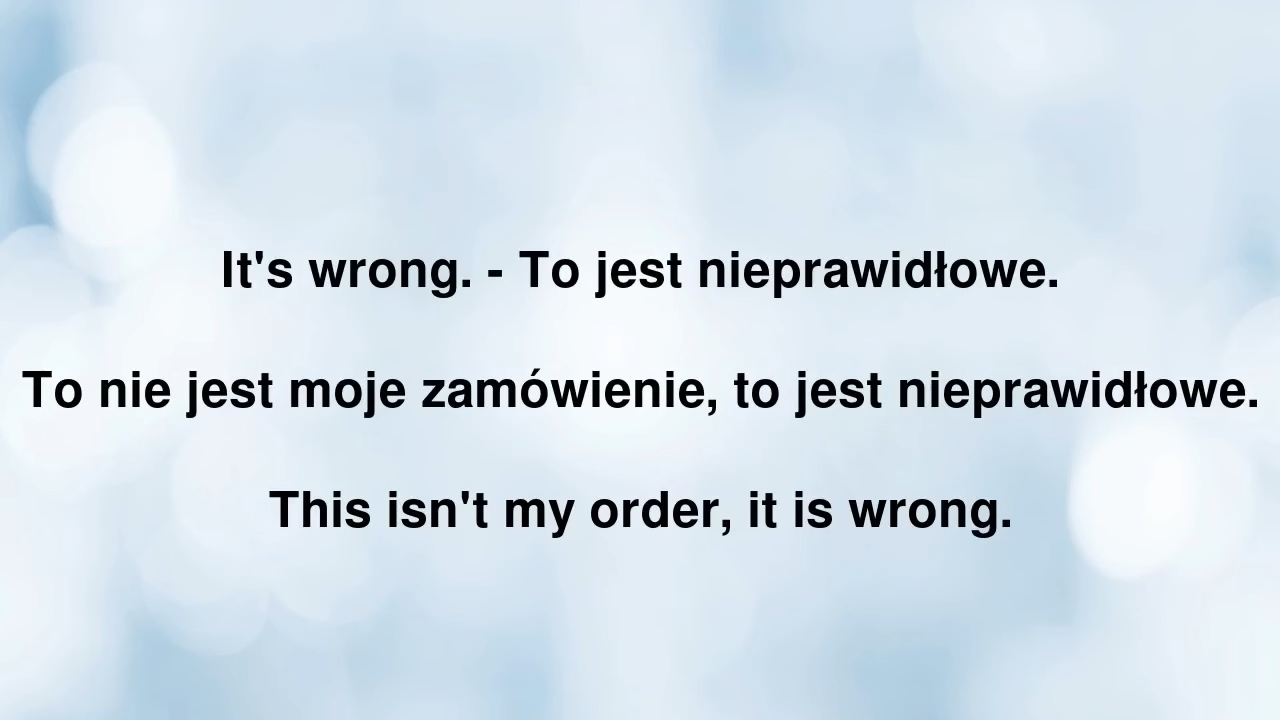 It's wrong. - To jest nieprawidłowe.
To nie jest moje zamówienie, to jest nieprawidłowe.
This isn't my order, it is wrong.